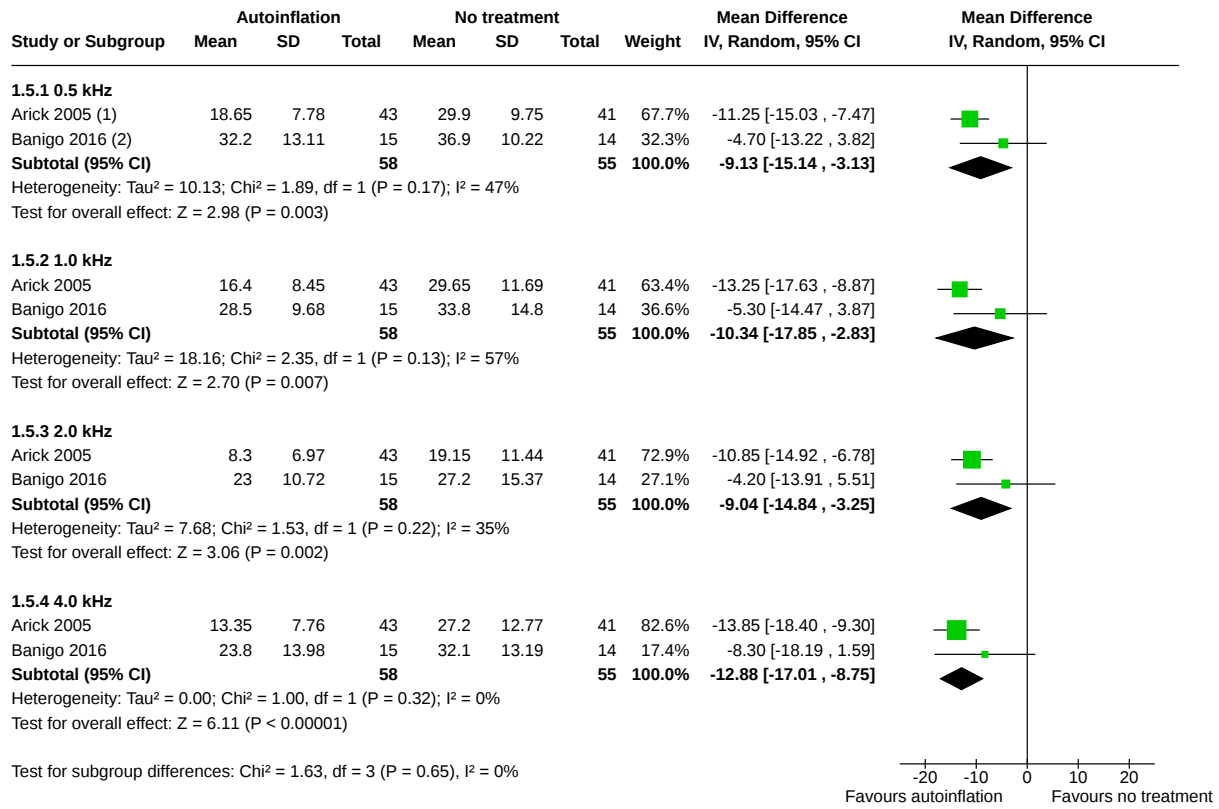 Autoinflation No treatment Mean Difference Mean Difference
Study or Subgroup Mean SD Total Mean SD Total Weight IV, Random, 95% CI IV, Random, 95% CI
1.5.1 0.5 kHz
Arick 2005 (1) 18.65 7.78 43 29.9 9.75 41 67.7% -11.25 [-15.03 , -7.47]
Banigo 2016 (2) 32.2 13.11 15 36.9 10.22 14 32.3% -4.70 [-13.22 , 3.82]
Subtotal (95% CI) 58 55 100.0% -9.13 [-15.14 , -3.13]
Heterogeneity: Tau² = 10.13; Chi² = 1.89, df = 1 (P = 0.17); I² = 47%
Test for overall effect: Z = 2.98 (P = 0.003)
1.5.2 1.0 kHz
Arick 2005 16.4 8.45 43 29.65 11.69 41 63.4% -13.25 [-17.63 , -8.87]
Banigo 2016 28.5 9.68 15 33.8 14.8 14 36.6% -5.30 [-14.47 , 3.87]
Subtotal (95% CI) 58 55 100.0% -10.34 [-17.85 , -2.83]
Heterogeneity: Tau² = 18.16; Chi² = 2.35, df = 1 (P = 0.13); I² = 57%
Test for overall effect: Z = 2.70 (P = 0.007)
1.5.3 2.0 kHz
Arick 2005 8.3 6.97 43 19.15 11.44 41 72.9% -10.85 [-14.92 , -6.78]
Banigo 2016 23 10.72 15 27.2 15.37 14 27.1% -4.20 [-13.91 , 5.51]
Subtotal (95% CI) 58 55 100.0% -9.04 [-14.84 , -3.25]
Heterogeneity: Tau² = 7.68; Chi² = 1.53, df = 1 (P = 0.22); I² = 35%
Test for overall effect: Z = 3.06 (P = 0.002)
1.5.4 4.0 kHz
Arick 2005 13.35 7.76 43 27.2 12.77 41 82.6% -13.85 [-18.40 , -9.30]
Banigo 2016 23.8 13.98 15 32.1 13.19 14 17.4% -8.30 [-18.19 , 1.59]
Subtotal (95% CI) 58 55 100.0% -12.88 [-17.01 , -8.75]
Heterogeneity: Tau² = 0.00; Chi² = 1.00, df = 1 (P = 0.32); I² = 0%
Test for overall effect: Z = 6.11 (P < 0.00001)
Test for subgroup differences: Chi² = 1.63, df = 3 (P = 0.65), I² = 0%
-20 -10 0 10 20
Favours autoinflation Favours no treatment